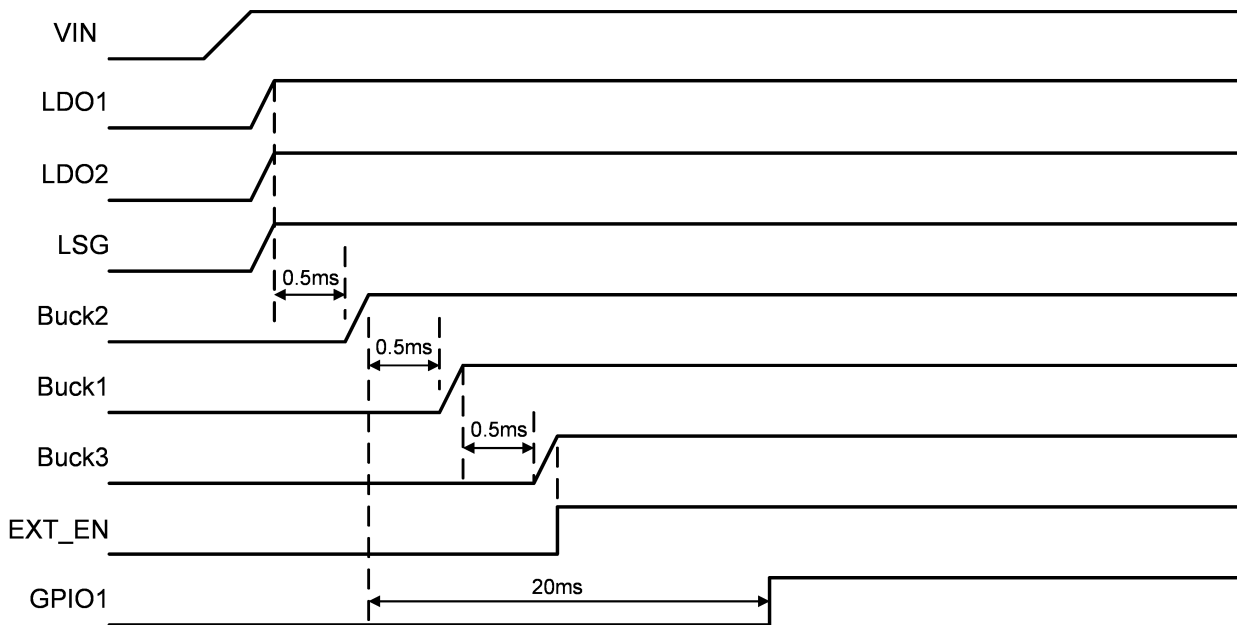 VIN
LDO1
LDO2
LSG
0.5ms
Buck2
0.5ms
Buck1
0.5ms
Buck3
EXT_EN
20ms
GPIO1